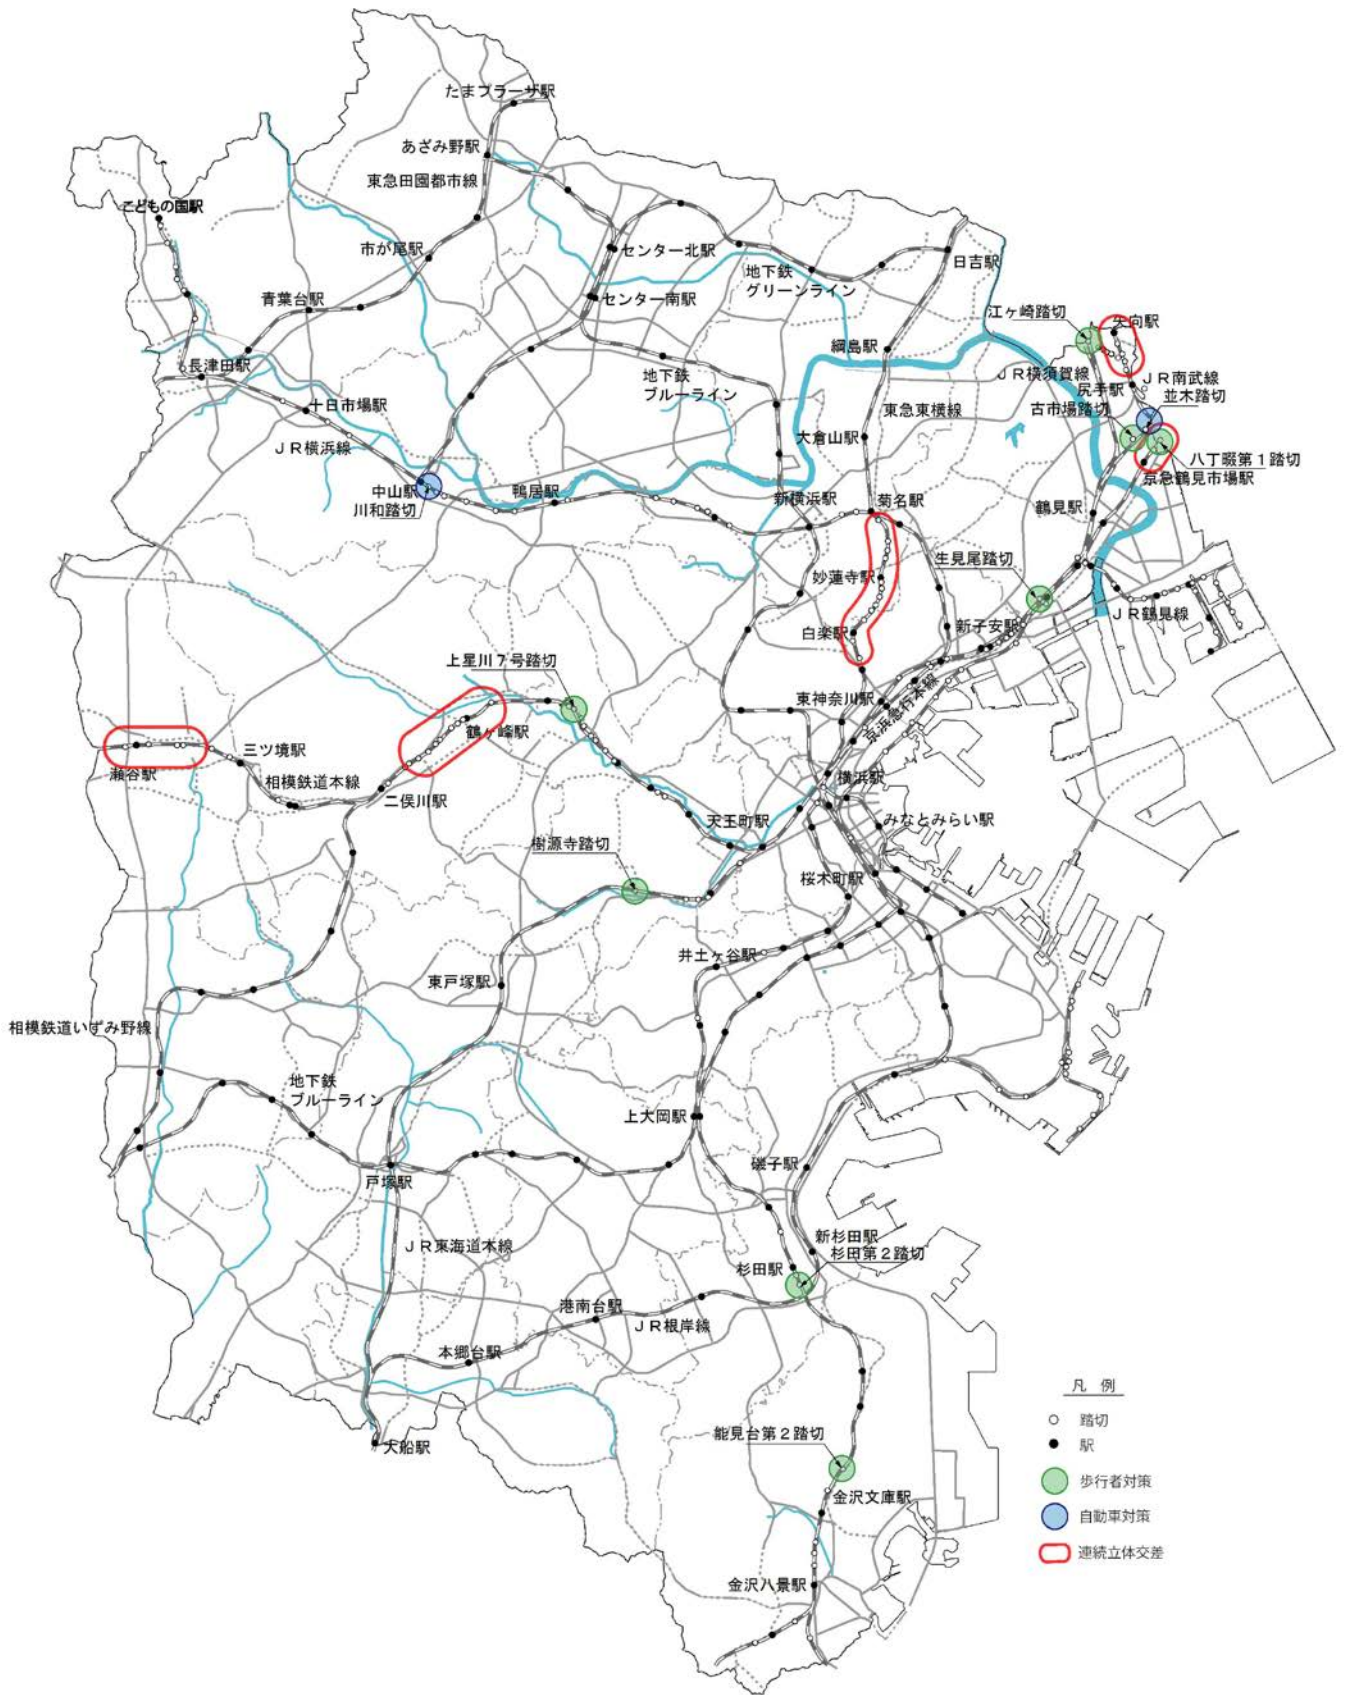 たまプラーザ駅
あざみ野駅
東急田園都市線
こどもの国駅
市が尾駅
センター北駅
日吉駅
地下鉄
グリーンライン
青葉台駅
センター南駅
江ヶ崎踏切
矢向駅
綱島駅
長津田駅
地下鉄
ブルーライン
ＪＲ横須賀線
ＪＲ南武線
尻手駅
並木踏切
十日市場駅
東急東横線
古市場踏切
大倉山駅
ＪＲ横浜線
八丁畷第１踏切
京急鶴見市場駅
中山駅
鴨居駅
新横浜駅
菊名駅
川和踏切
鶴見駅
生見尾踏切
妙蓮寺駅
ＪＲ鶴見線
白楽駅
新子安駅
上星川７号踏切
東神奈川駅
京浜急行本線
鶴ヶ峰駅
三ツ境駅
瀬谷駅
相模鉄道本線
二俣川駅
横浜駅
天王町駅
みなとみらい駅
樹源寺踏切
桜木町駅
井土ヶ谷駅
東戸塚駅
相模鉄道いずみ野線
地下鉄
ブルーライン
上大岡駅
磯子駅
戸塚駅
ＪＲ東海道本線
新杉田駅
杉田第２踏切
杉田駅
港南台駅
ＪＲ根岸線
本郷台駅
大船駅
能見台第２踏切
金沢文庫駅
金沢八景駅
凡 例
踏切
駅
歩行者対策
自動車対策
連続立体交差